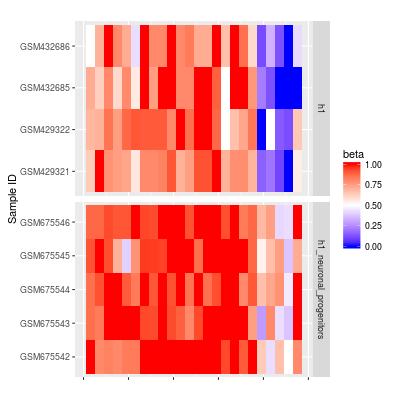 Sample ID
GSM432686
GSM432685
GSM429322
GSM429321
h1
GSM675546
GSM675545
GSM675544
GSM675543
GSM675542
h1_neuronal_progenitors
beta
1.00
0.75
0.50
0.25
0.00